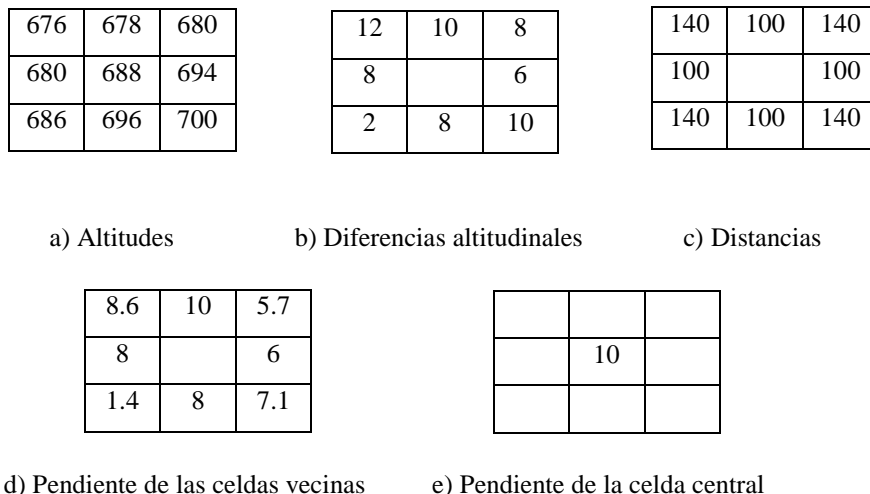 676 678 680 12 10 8 140 100 140
680 688 694 8 6 100 100
686 696 700 2 8 10 140 100 140
a) Altitudes b) Diferencias altitudinales c) Distancias
8.6 10 5.7
8 6 10
1.4 8 7.1
d) Pendiente de las celdas vecinas e) Pendiente de la celda central